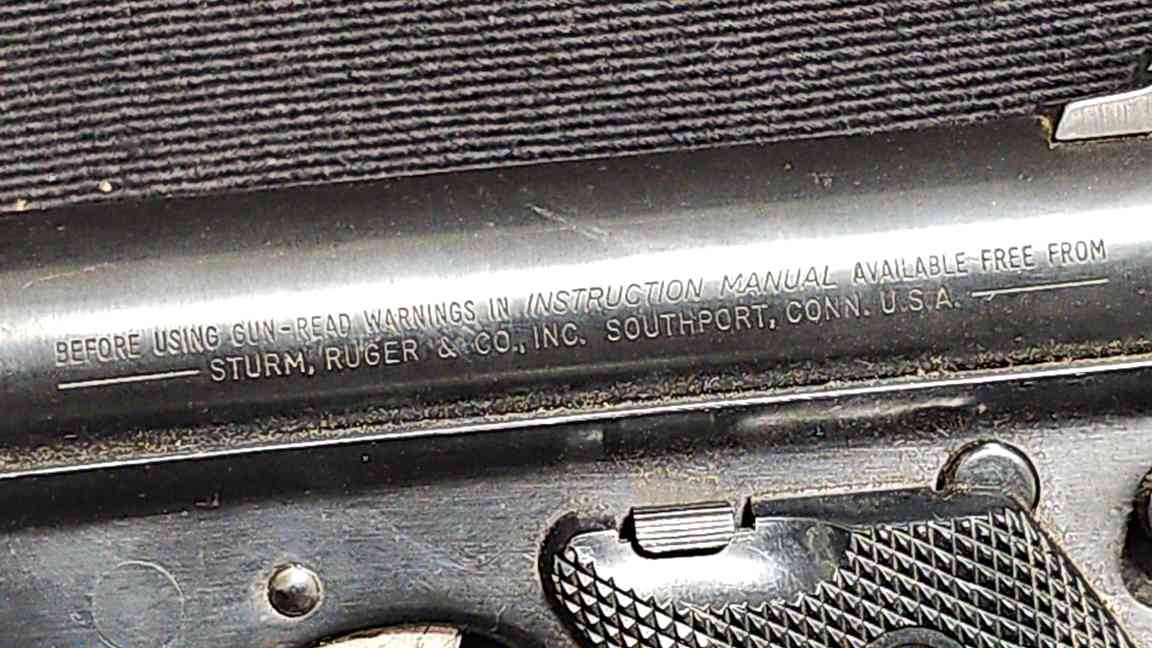 BEFORE USING GUN-READ WARNINGS IN INSTRUCTION MANUAL AVAILABLE FREE FROM
STURM, RUGER & CO., INC. SOUTHPORT, CONN. U.S.A.